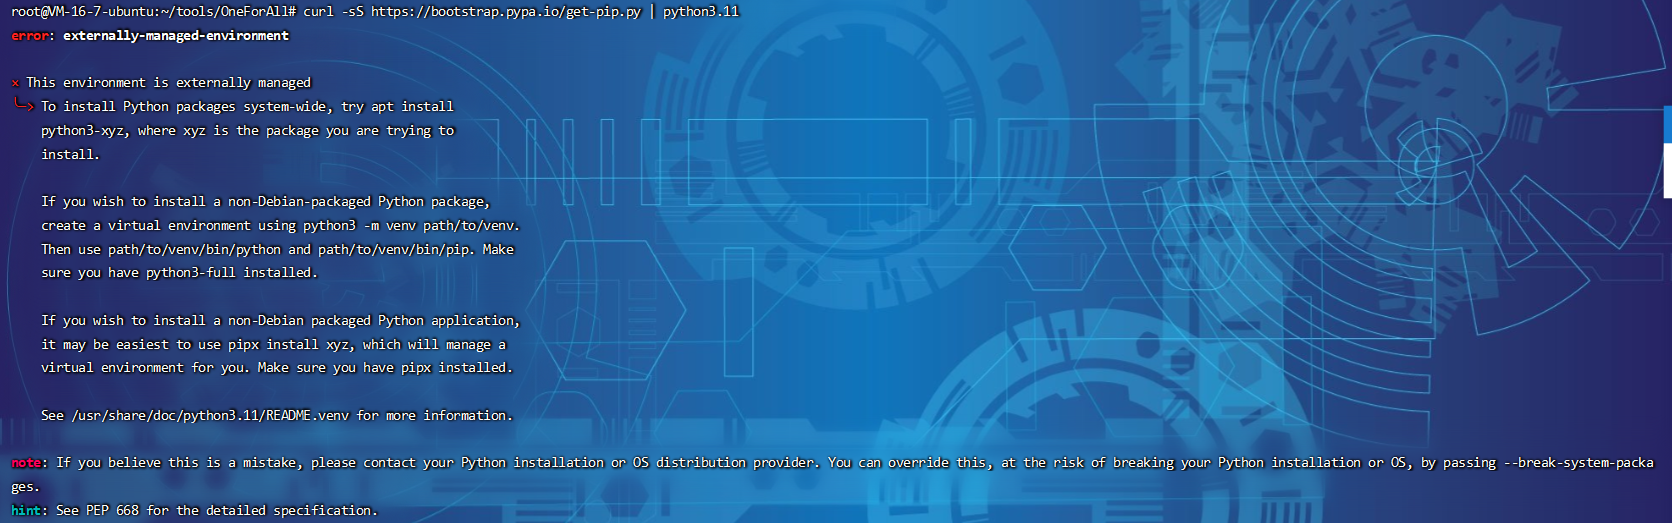 root@VM-16-7-ubuntu:~/tools/OneForAll# curl -sS https://bootstrap.pypa.io/get-pip.py | python3.11
error: externally-managed-environment
× This environment is externally managed
╰─> To install Python packages system-wide, try apt install
python3-xyz, where xyz is the package you are trying to
install.
If you wish to install a non-Debian-packaged Python package,
create a virtual environment using python3 -m venv path/to/venv.
Then use path/to/venv/bin/python and path/to/venv/bin/pip. Make
sure you have python3-full installed.
If you wish to install a non-Debian packaged Python application,
it may be easiest to use pipx install xyz, which will manage a
virtual environment for you. Make sure you have pipx installed.
See /usr/share/doc/python3.11/README.venv for more information.
note: If you believe this is a mistake, please contact your Python installation or OS distribution provider. You can override this, at the risk of breaking your Python installation or OS, by passing --break-system-packa
ges.
hint: See PEP 668 for the detailed specification.